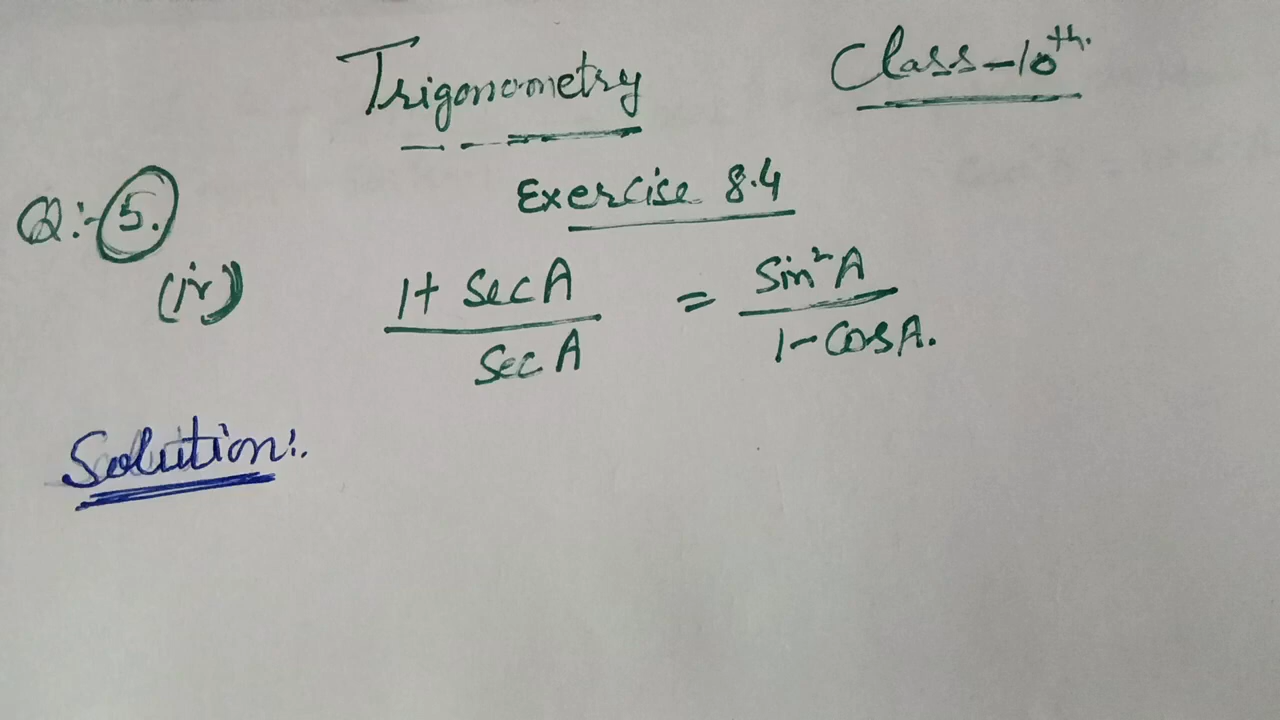 Trigonometry Class-10th.
Exercise 8.4
Q:-5.
(iv) 1+ SecA / SecA = Sin²A / 1-CosA.
Solution:.